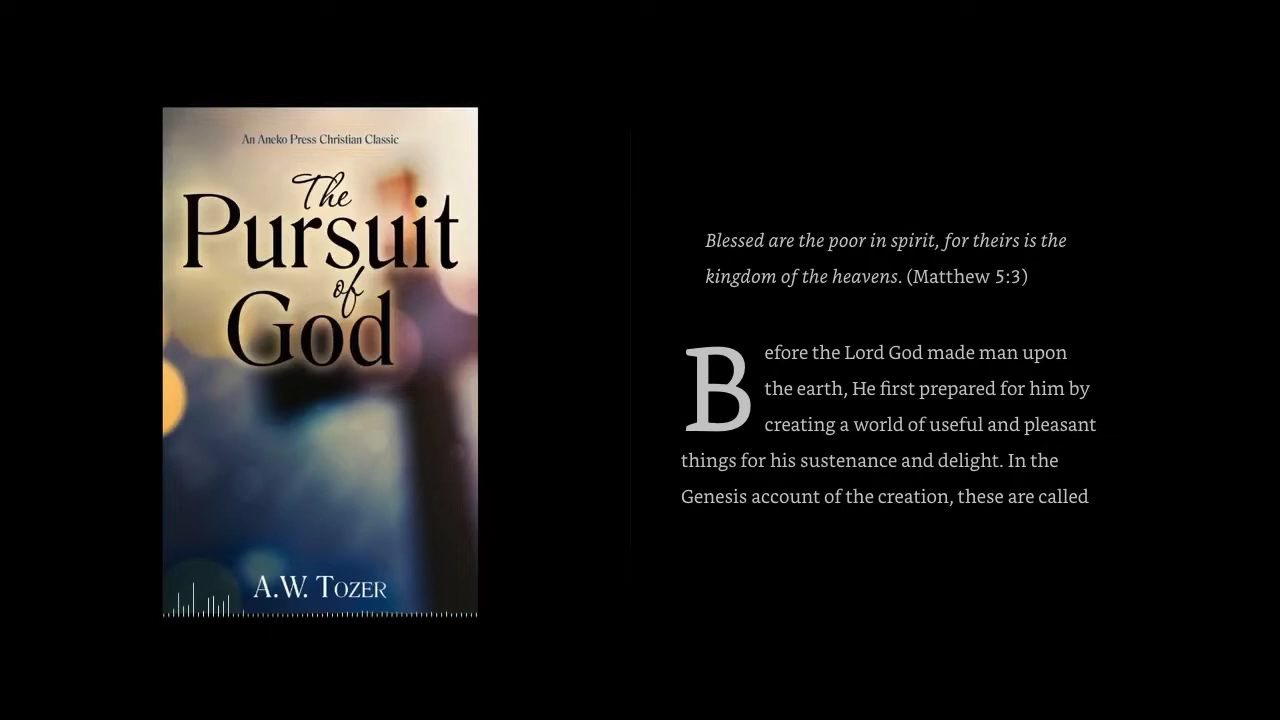 An Aneko Press Christian Classic
The
Pursuit
of
God
A.W. Tozer
Blessed are the poor in spirit, for theirs is the
kingdom of the heavens. (Matthew 5:3)
Before the Lord God made man upon
the earth, He first prepared for him by
creating a world of useful and pleasant
things for his sustenance and delight. In the
Genesis account of the creation, these are called